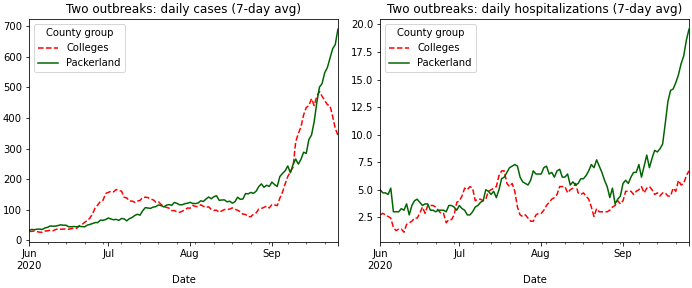 Two outbreaks: daily cases (7-day avg)
County group
Colleges
Packerland
700
600
500
400
300
200
100
0
Jun
2020
Jul
Aug
Sep
Date
Two outbreaks: daily hospitalizations (7-day avg)
County group
Colleges
Packerland
20.0
17.5
15.0
12.5
10.0
7.5
5.0
2.5
Jun
2020
Jul
Aug
Sep
Date